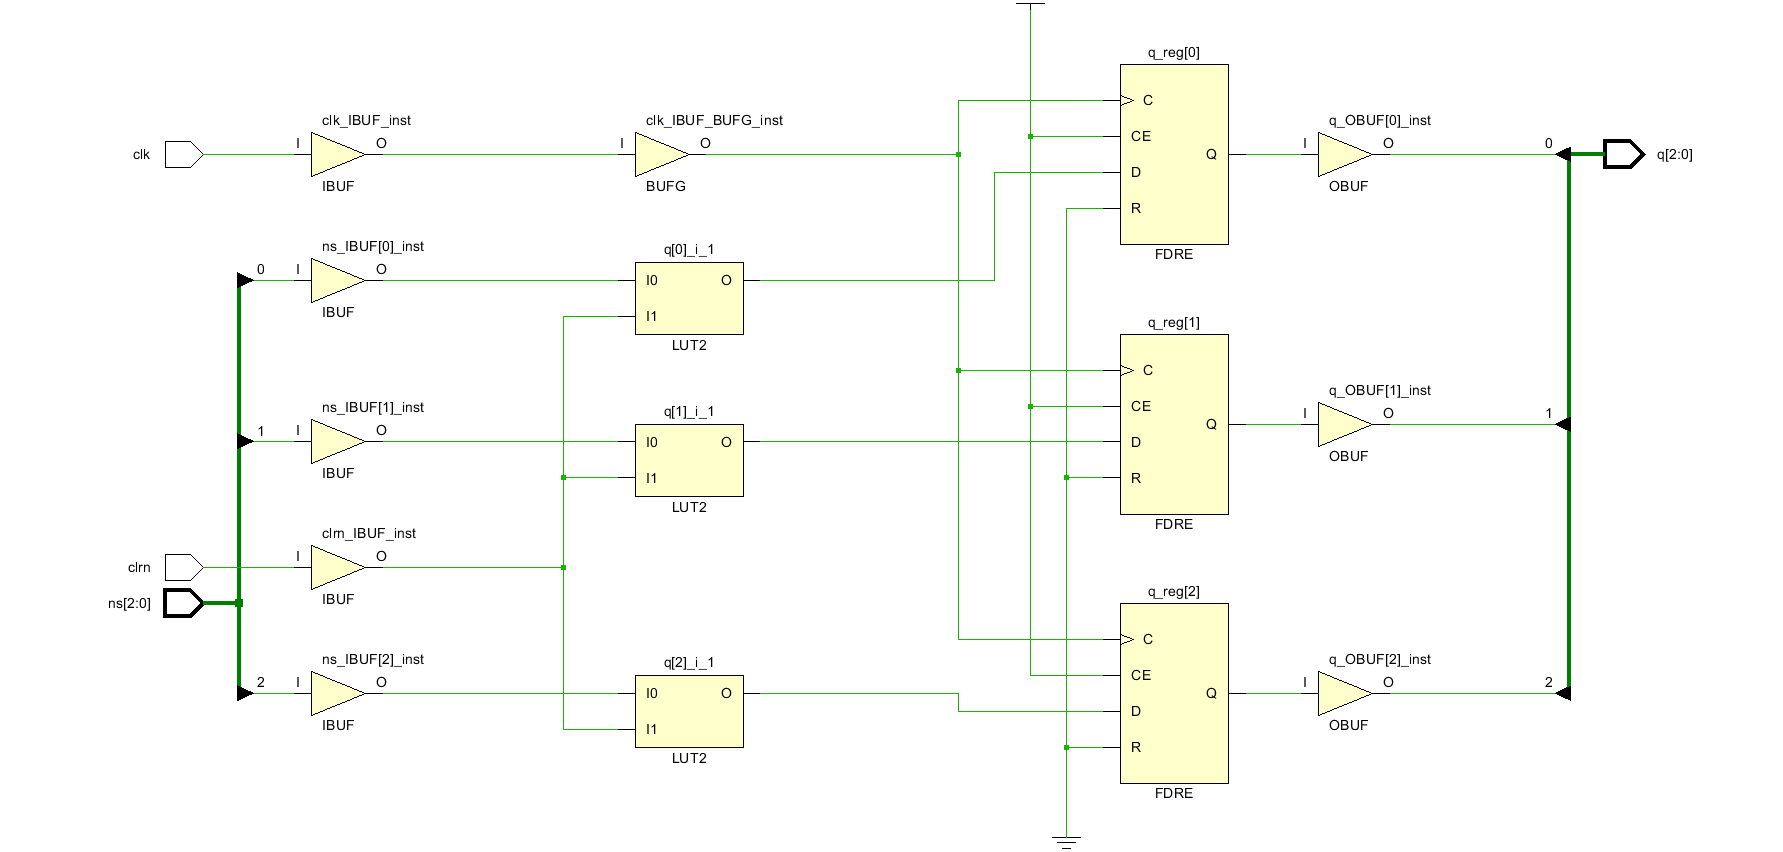 q_reg[0]
C
CE
D
R
Q
FDRE
clk
I
clk_IBUF_inst
O
IBUF
I
clk_IBUF_BUFG_inst
O
BUFG
I
q_OBUF[0]_inst
O
OBUF
0
q[2:0]
0
I
ns_IBUF[0]_inst
O
IBUF
q[0]_i_1
I0
I1
O
LUT2
q_reg[1]
C
CE
D
R
Q
FDRE
I
q_OBUF[1]_inst
O
OBUF
1
1
I
ns_IBUF[1]_inst
O
IBUF
q[1]_i_1
I0
I1
O
LUT2
clrn
I
clrn_IBUF_inst
O
IBUF
ns[2:0]
2
I
ns_IBUF[2]_inst
O
IBUF
q[2]_i_1
I0
I1
O
LUT2
q_reg[2]
C
CE
D
R
Q
FDRE
I
q_OBUF[2]_inst
O
OBUF
2